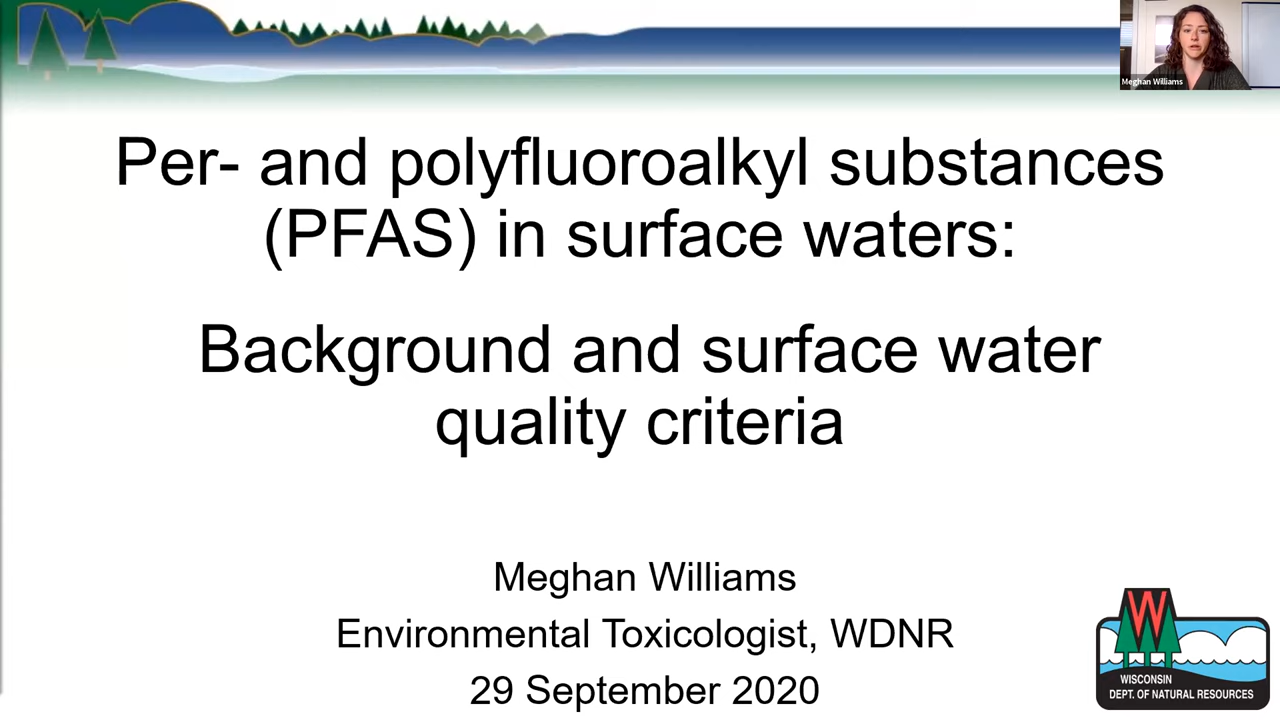 Meghan Williams
Per- and polyfluoroalkyl substances
(PFAS) in surface waters:
Background and surface water
quality criteria
Meghan Williams
Environmental Toxicologist, WDNR
29 September 2020
W
WISCONSIN
DEPT. OF NATURAL RESOURCES